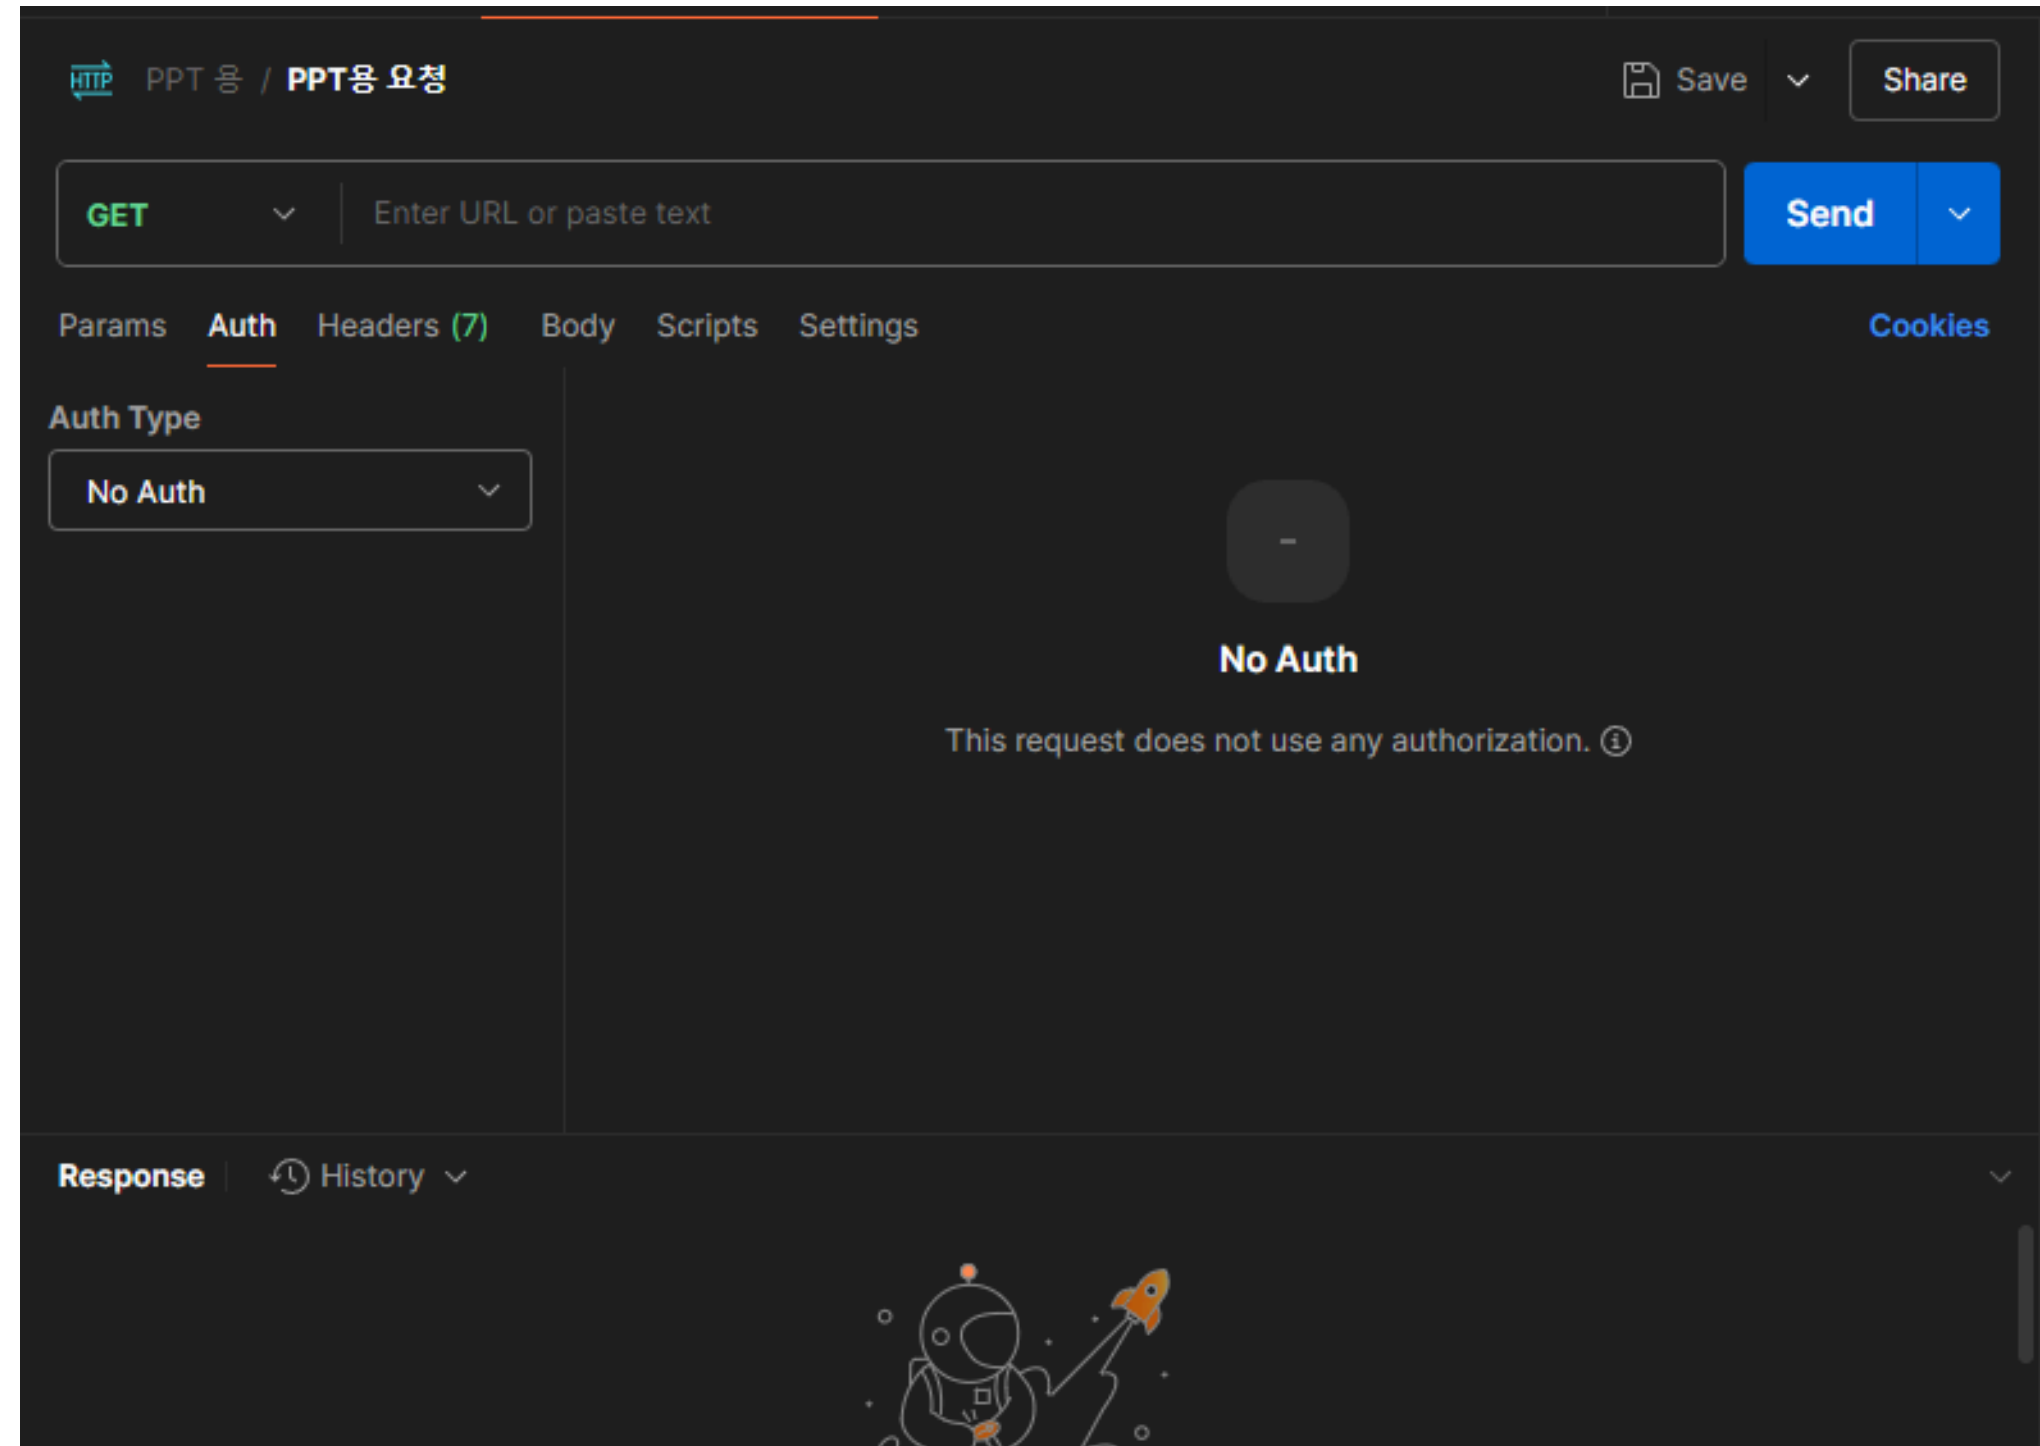 HTTP PPT 용 / PPT용 요청 Save Share
GET Enter URL or paste text Send
Params Auth Headers (7) Body Scripts Settings Cookies
Auth Type
No Auth
-
No Auth
This request does not use any authorization.
Response History